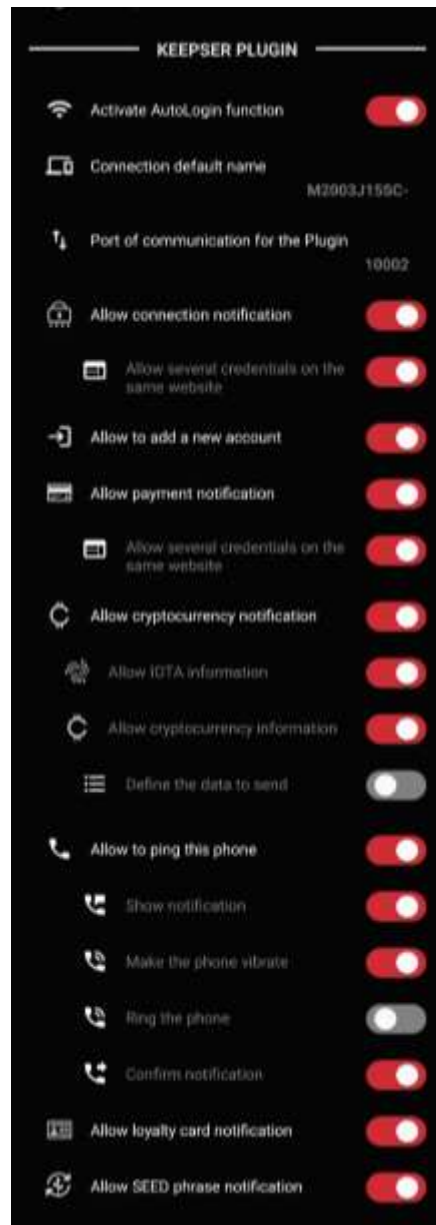 KEEPSER PLUGIN
Activate AutoLogin function
Connection default name
M2003J15SC-
Port of communication for the Plugin
10002
Allow connection notification
Allow several credentials on the
same website
Allow to add a new account
Allow payment notification
Allow several credentials on the
same website
Allow cryptocurrency notification
Allow IOTA information
Allow cryptocurrency information
Define the data to send
Allow to ping this phone
Show notification
Make the phone vibrate
Ring the phone
Confirm notification
Allow loyalty card notification
Allow SEED phrase notification